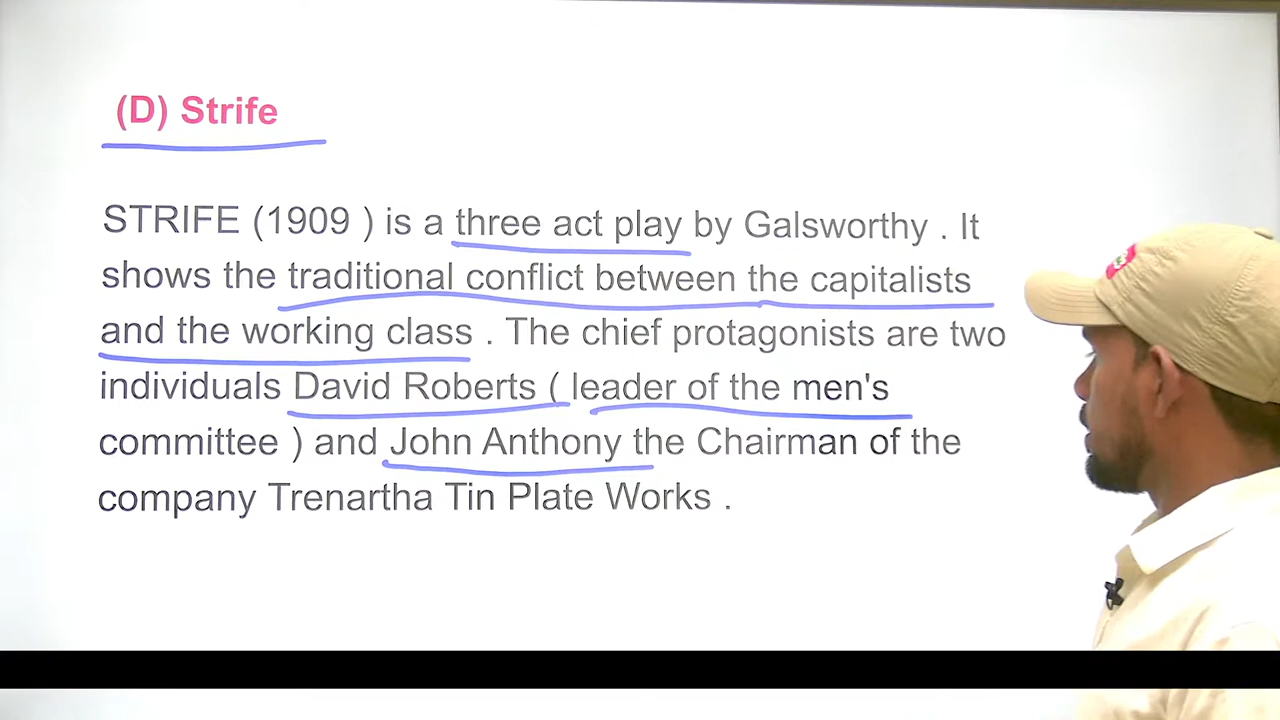 (D) Strife
STRIFE (1909 ) is a three act play by Galsworthy . It
shows the traditional conflict between the capitalists
and the working class . The chief protagonists are two
individuals David Roberts ( leader of the men's
committee ) and John Anthony the Chairman of the
company Trenartha Tin Plate Works .